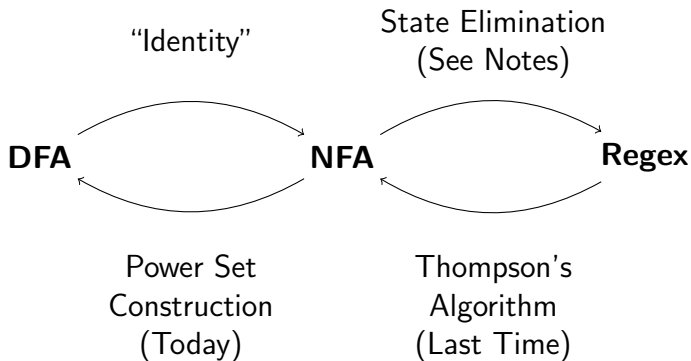 “Identity”
State Elimination
(See Notes)
DFA
NFA
Regex
Power Set
Construction
(Today)
Thompson's
Algorithm
(Last Time)